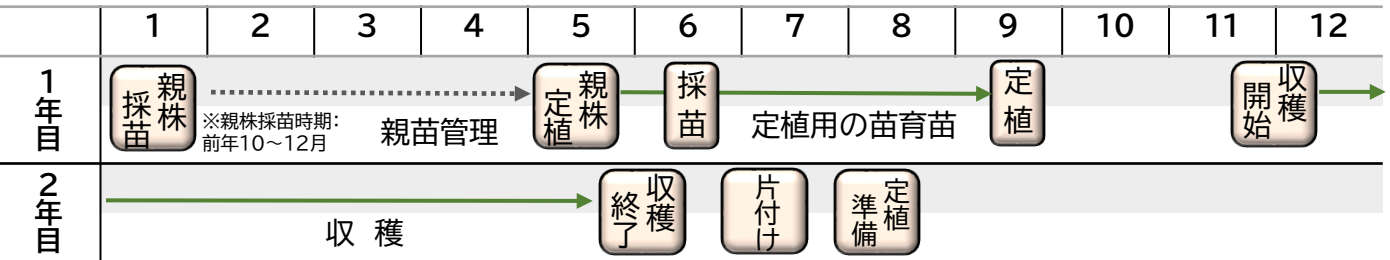 1 2 3 4 5 6 7 8 9 10 11 12
1年目
親株採苗
※親株採苗時期：
前年10～12月
親苗管理
親株定植
採苗
定植用の苗育苗
定植
収穫開始
2年目
収穫
収穫終了
片付け
定植準備